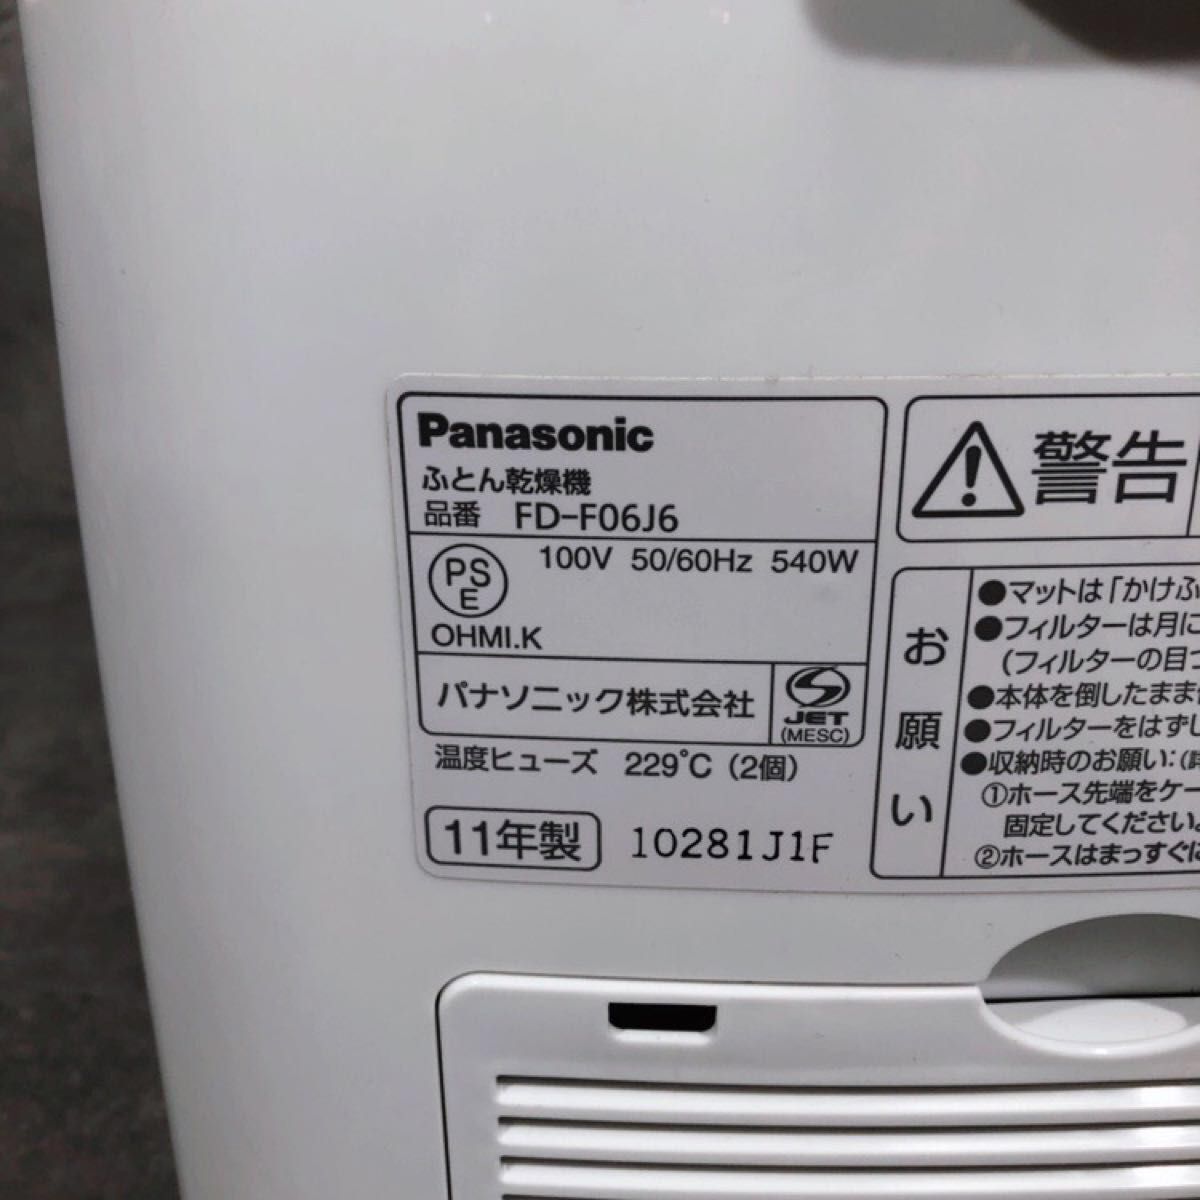 Panasonic
ふとん乾燥機
品番 FD-F06J6
PS
E
100V 50/60Hz 540W
OHMI.K
パナソニック株式会社
JET
(MESC)
温度ヒューズ 229℃ (2個)
11年製 10281J1F
警告
お願い
●マットは「かけふ
●フィルターは月に
(フィルターの目づ
●本体を倒したまま
●フィルターをはずし
●収納時のお願い:
①ホース先端をケー
固定してください。
②ホースはまっすぐに